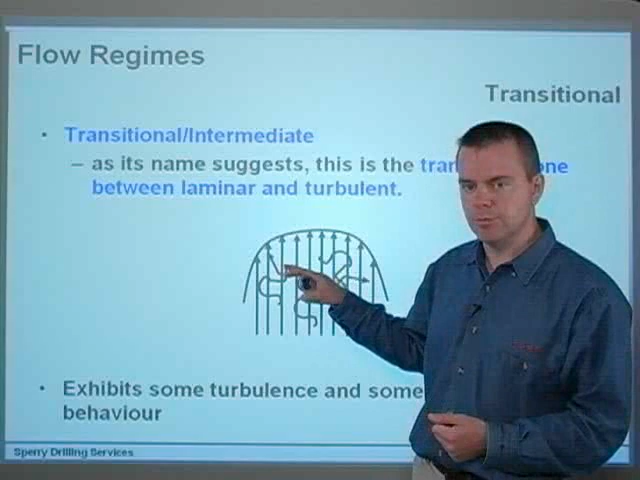 Flow Regimes
Transitional
• Transitional/Intermediate
– as its name suggests, this is the one
between laminar and turbulent.
• Exhibits some turbulence and some
behaviour
Sperry Drilling Services